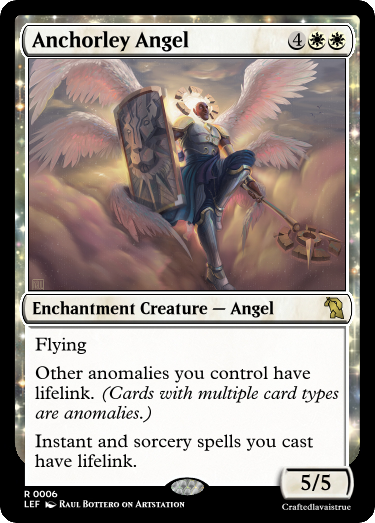 Anchorley Angel 4
Enchantment Creature — Angel
Flying
Other anomalies you control have
lifelink. (Cards with multiple card types
are anomalies.)
Instant and sorcery spells you cast
have lifelink.
5/5
R 0006
LEF Raul Bottero on Artstation
Craftedlavaistrue